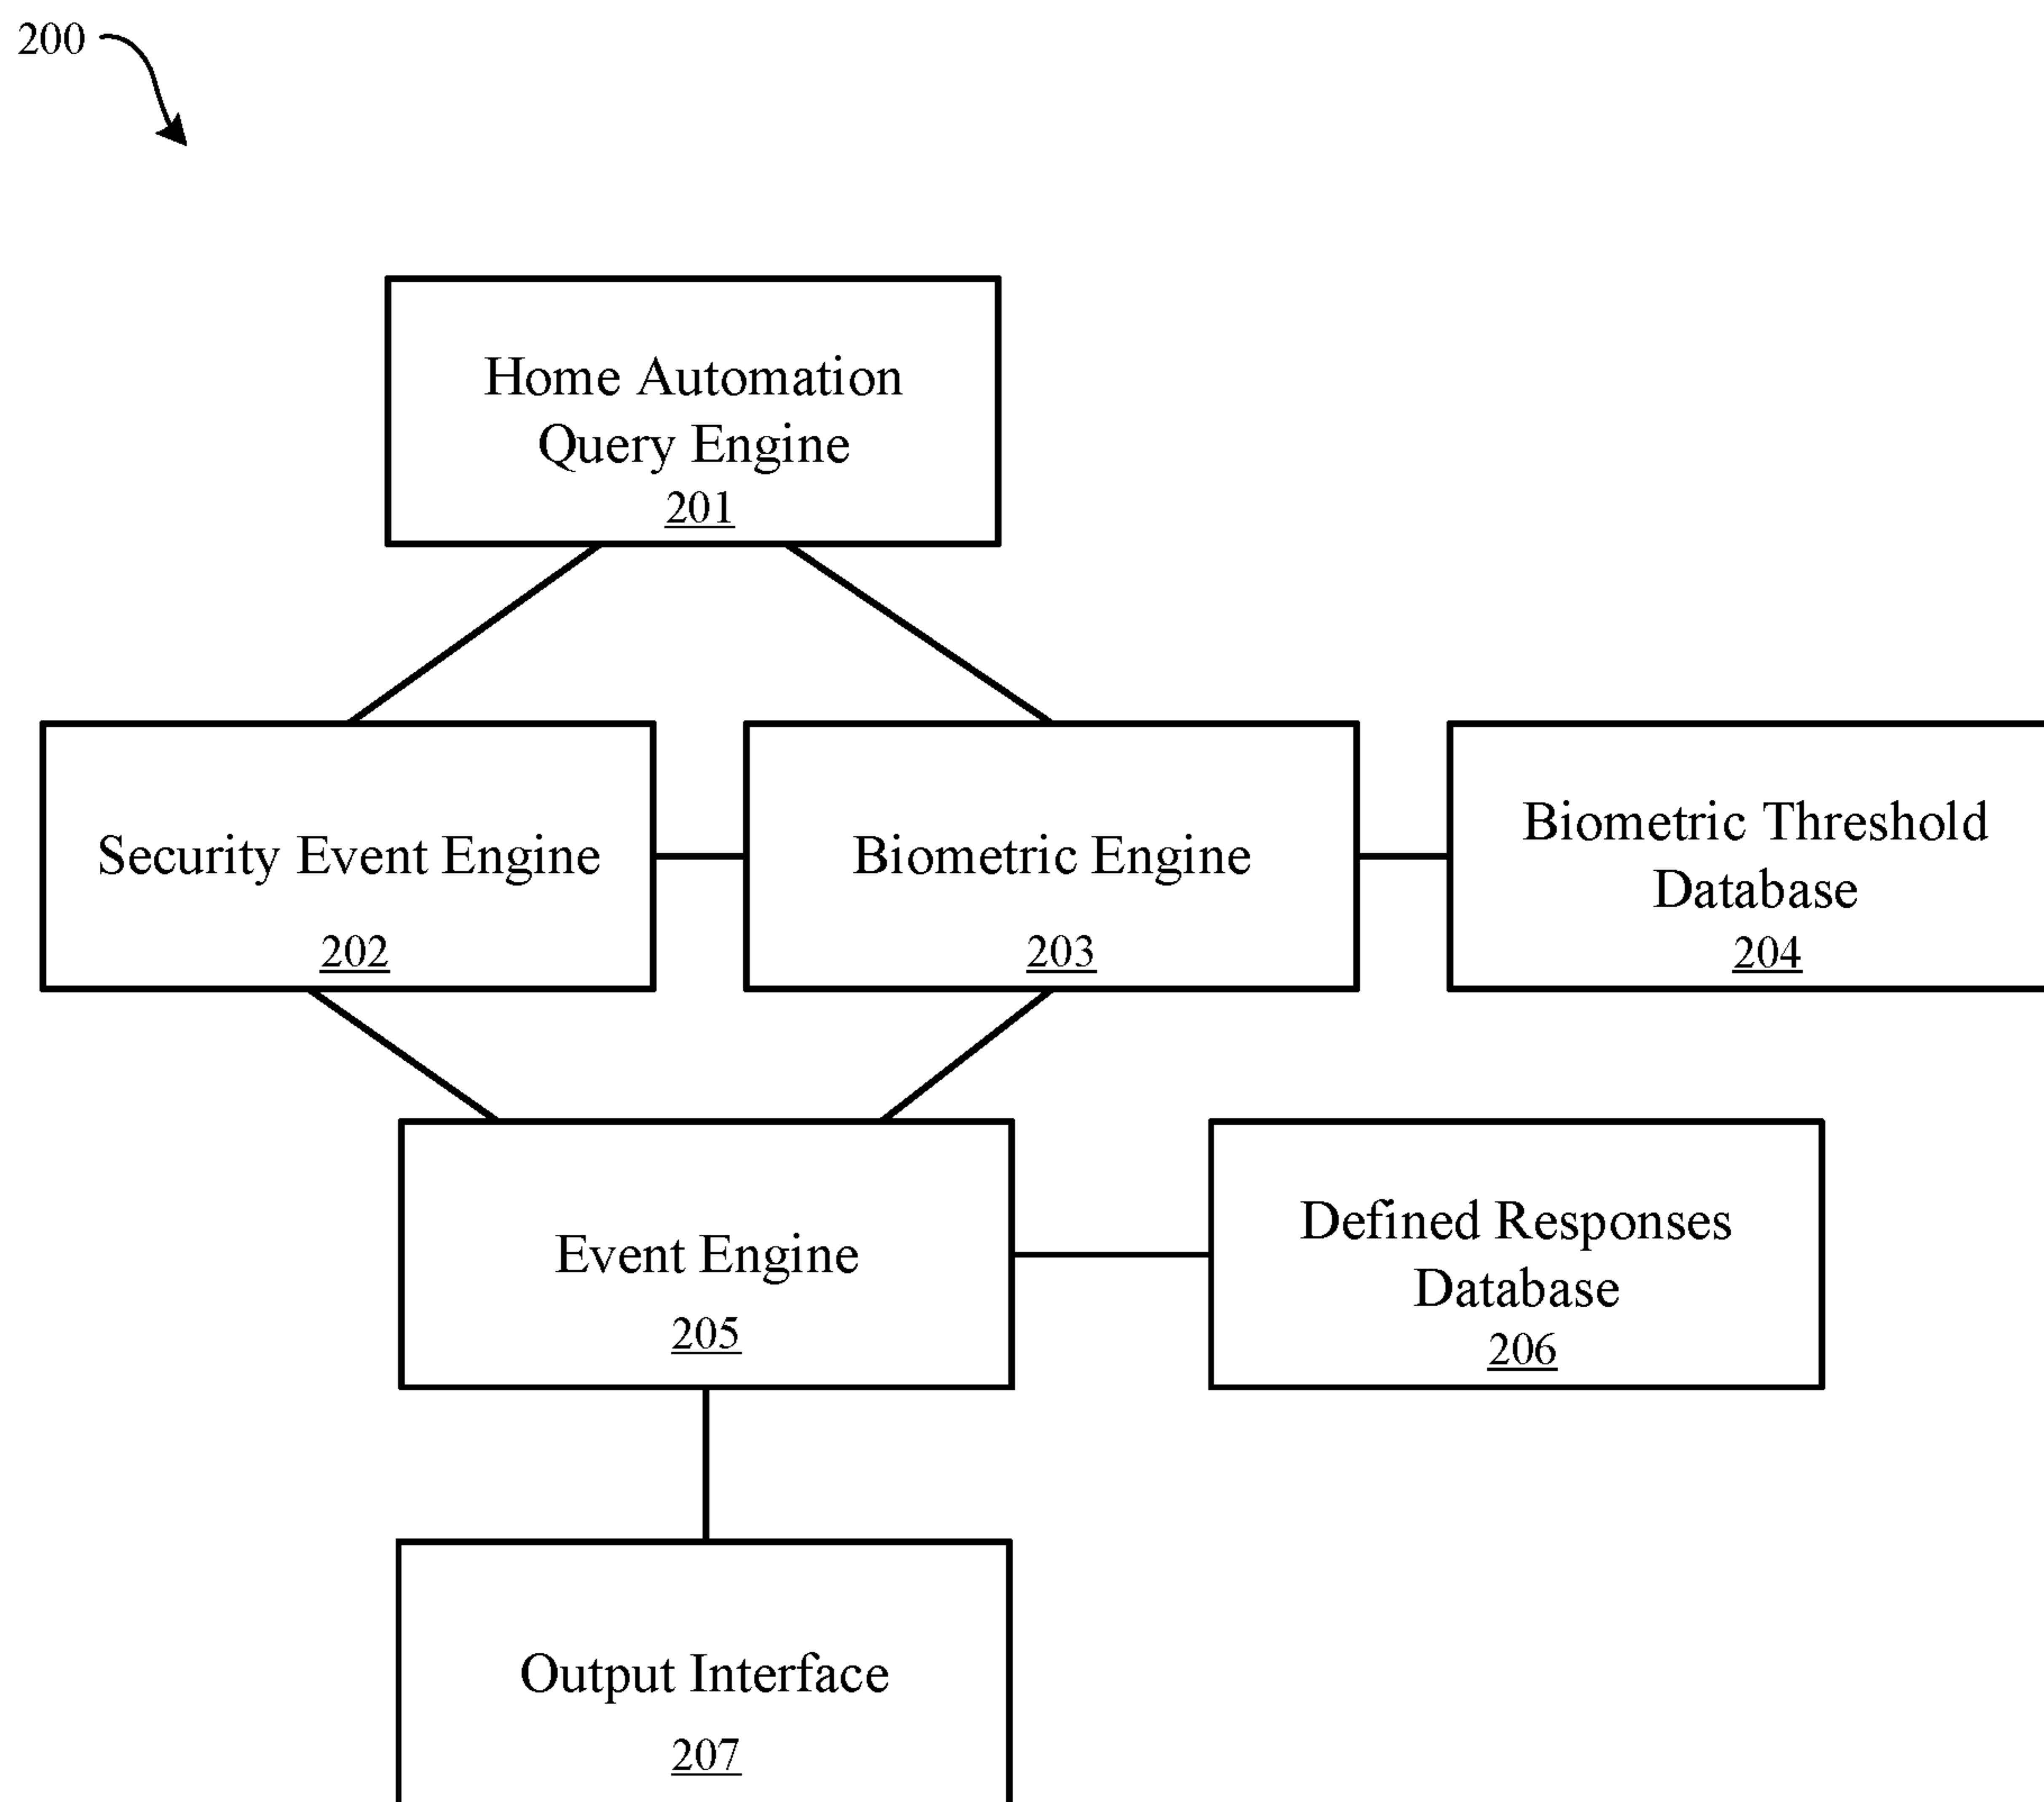 200
Home Automation
Query Engine
201
Security Event Engine
202
Biometric Engine
203
Biometric Threshold
Database
204
Event Engine
205
Defined Responses
Database
206
Output Interface
207